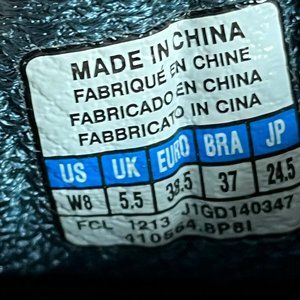 MADE IN CHINA
FABRIQUÉ EN CHINE
FABRICADO EN CHINA
FABBRICATO IN CINA
US UK EURO BRA JP
W8 5.5 38.5 37 24.5
FCL 1213 J1GD140347